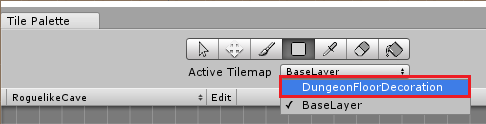 Tile Palette
Active Tilemap BaseLayer
DungeonFloorDecoration
RoguelikeCave Edit ✓ BaseLayer